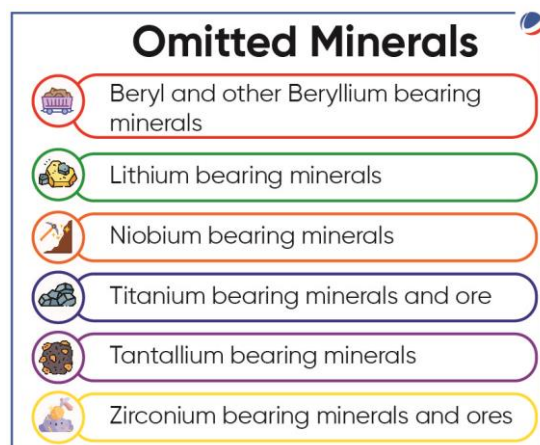 Omitted Minerals
Beryl and other Beryllium bearing
minerals
Lithium bearing minerals
Niobium bearing minerals
Titanium bearing minerals and ore
Tantallium bearing minerals
Zirconium bearing minerals and ores